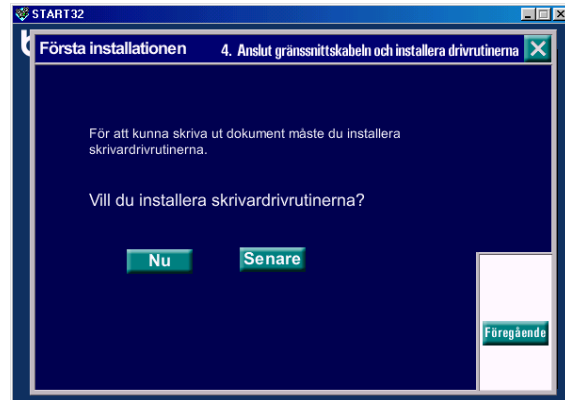 START32
Första installationen
4. Anslut gränssnittskabeln och installera drivrutinerna
För att kunna skriva ut dokument måste du installera
skrivardrivrutinerna.
Vill du installera skrivardrivrutinerna?
Nu
Senare
Föregående